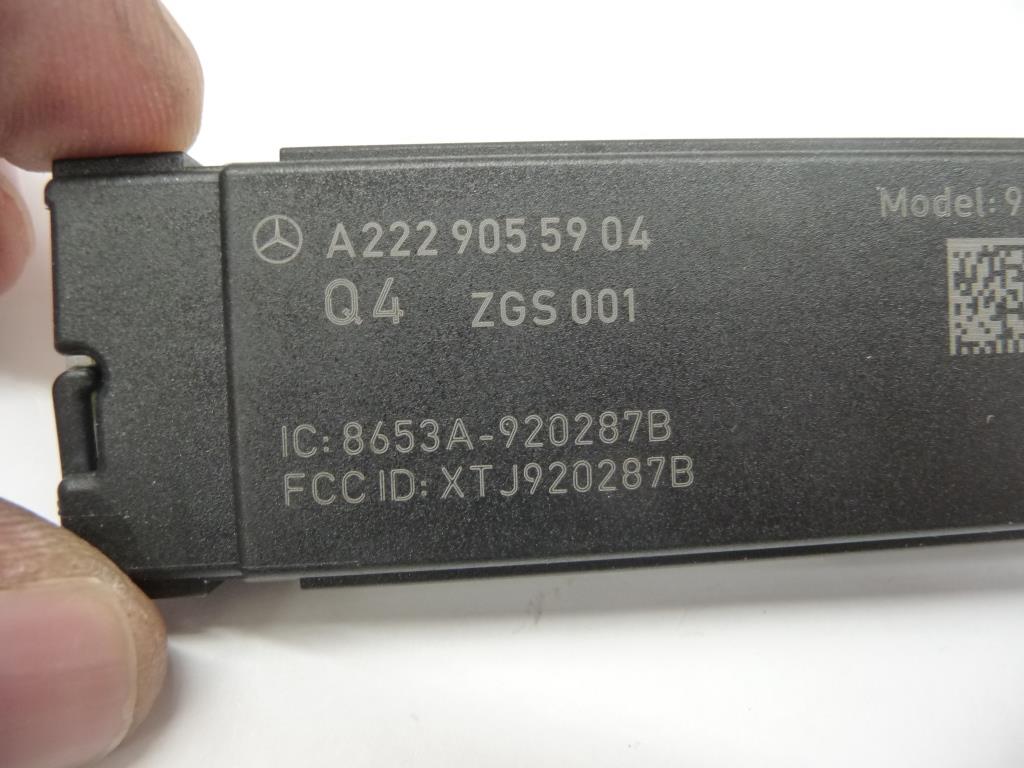 A222 905 59 04
Q4 ZGS 001
Model: 9
IC: 8653A-920287B
FCC ID: XTJ920287B